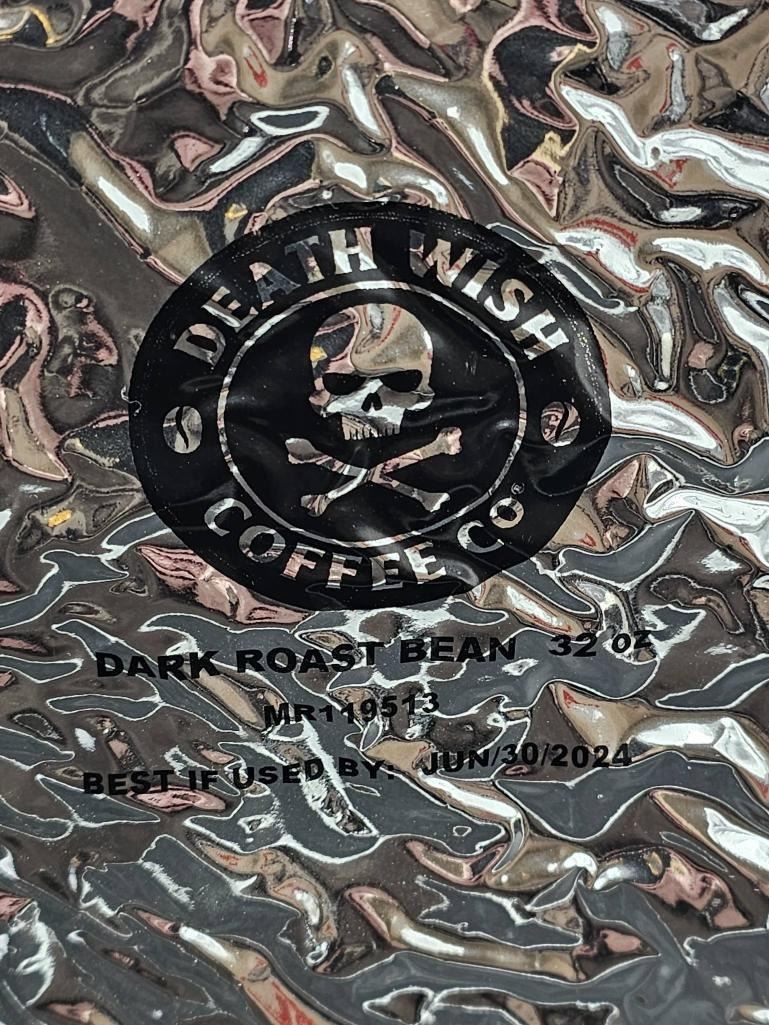 DEATH WISH
COFFEE CO®
DARK ROAST BEAN 32 oz
MR119513
BEST IF USED BY: JUN/30/2024